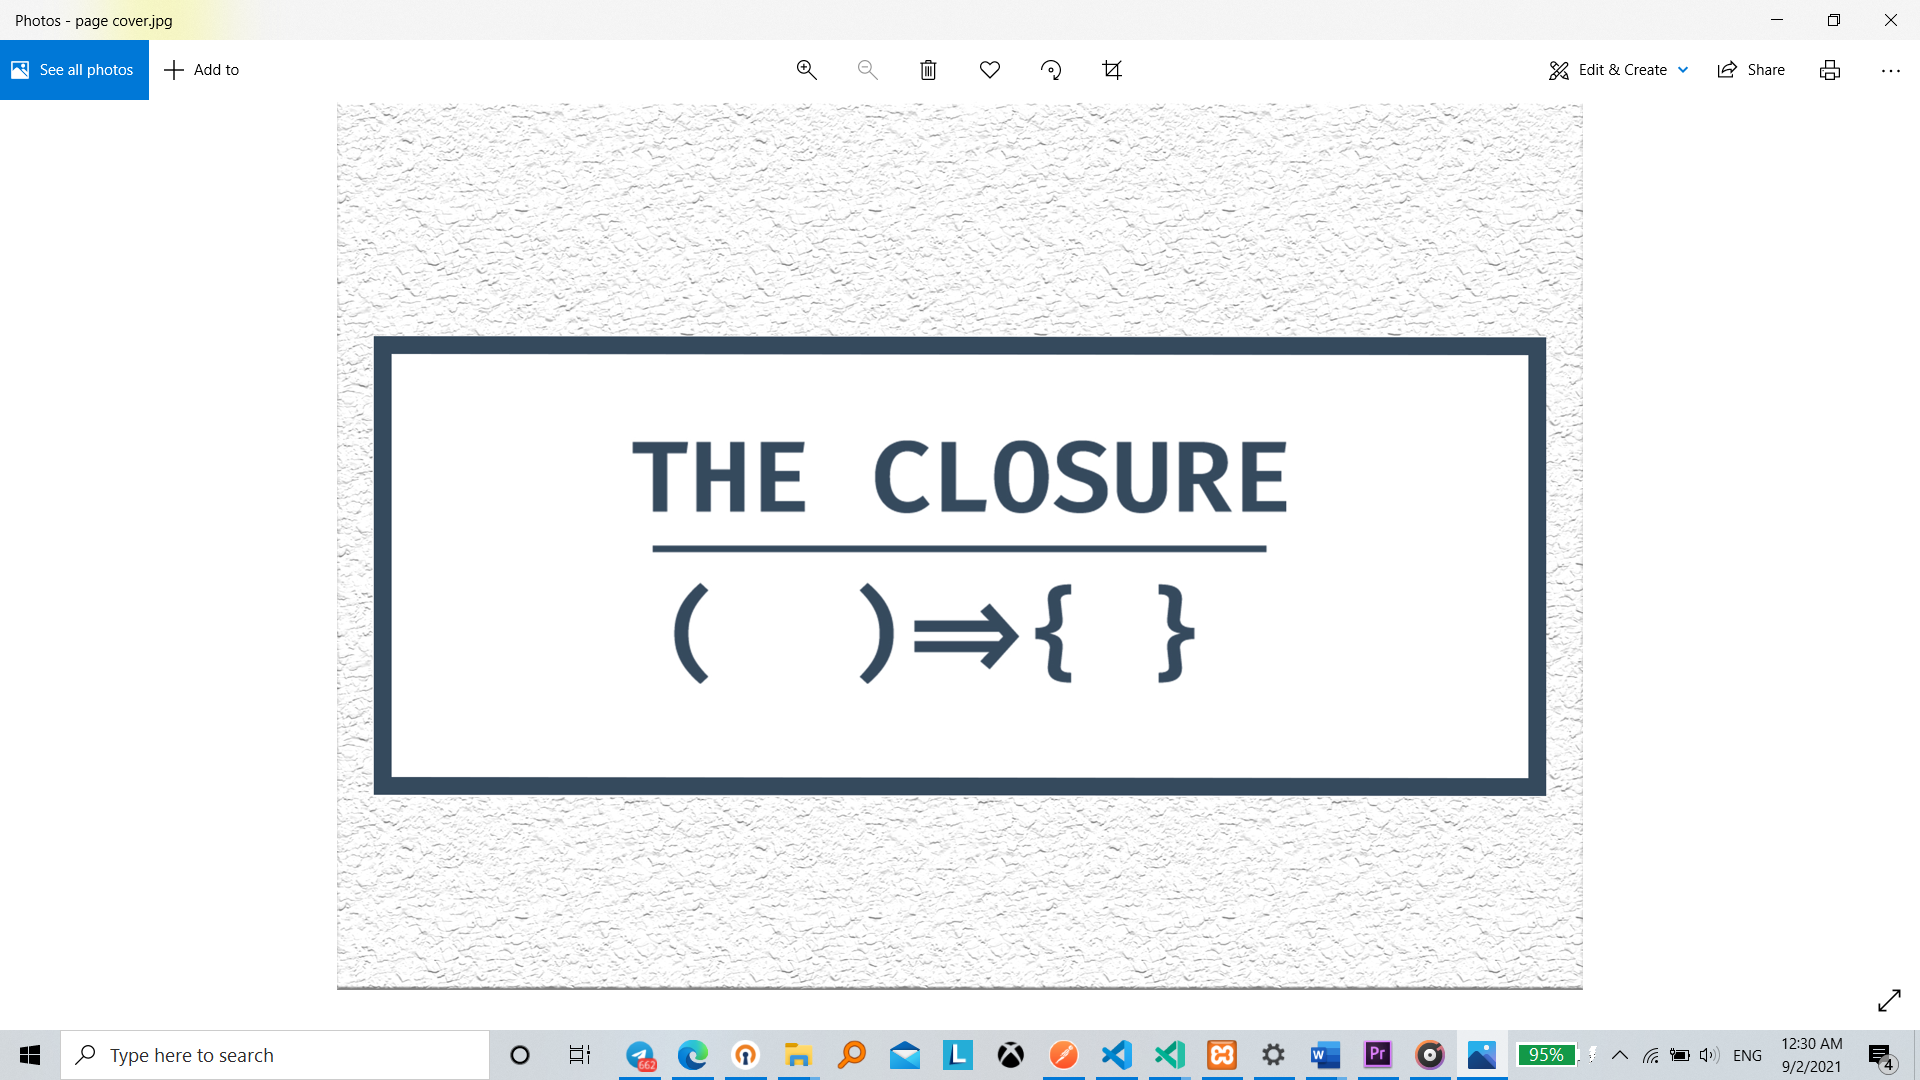 Photos - page cover.jpg
See all photos
Add to
Edit & Create
Share
THE CLOSURE
( )⇒{ }
Type here to search
662
L
W
Pr
95%
ENG
12:30 AM
9/2/2021
4